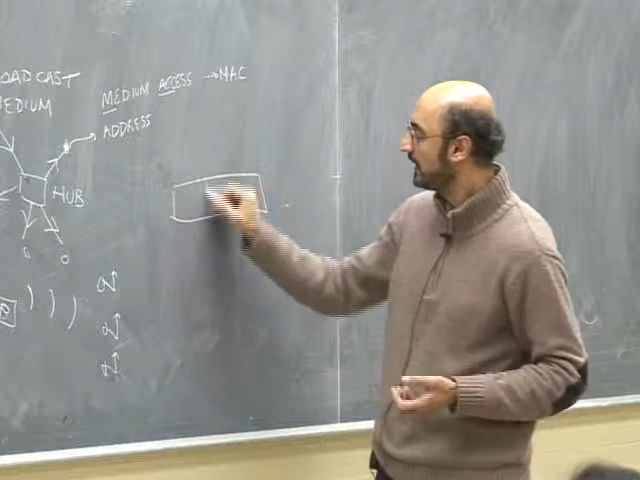 OADCAST
EDIUM
MEDIUM ACCESS → MAC
ADDRESS
HUB